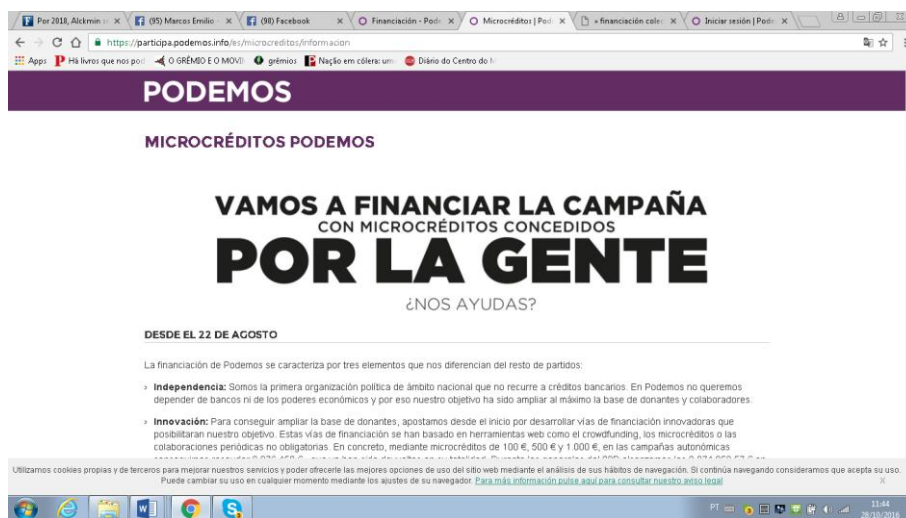 Por 2018, Alckmin
(95) Marcos Emilio
(98) Facebook
Financiación - Pode
Microcréditos | Pod
» financiación cole
Iniciar sesión | Pode
https://participa.podemos.info/es/microcreditos/informacion
Apps
Há livros que nos pod
O GRÊMIO E O MOVI
grêmios
Nação em cólera: um
Diário do Centro do
PODEMOS
MICROCRÉDITOS PODEMOS
VAMOS A FINANCIAR LA CAMPAÑA
CON MICROCRÉDITOS CONCEDIDOS
POR LA GENTE
¿NOS AYUDAS?
DESDE EL 22 DE AGOSTO
La financiación de Podemos se caracteriza por tres elementos que nos diferencian del resto de partidos:
› Independencia: Somos la primera organización política de ámbito nacional que no recurre a créditos bancarios. En Podemos no queremos
depender de bancos ni de los poderes económicos y por eso nuestro objetivo ha sido ampliar al máximo la base de donantes y colaboradores.
› Innovación: Para conseguir ampliar la base de donantes, apostamos desde el inicio por desarrollar vías de financiación innovadoras que
posibilitaran nuestro objetivo. Estas vías de financiación se han basado en herramientas web como el crowdfunding, los microcréditos o las
colaboraciones periódicas no obligatorias. En concreto, mediante microcréditos de 100 €, 500 € y 1.000 €, en las campañas autonómicas
Utilizamos cookies propias y de terceros para mejorar nuestros servicios y poder ofrecerle las mejores opciones de uso del sitio web mediante el análisis de sus hábitos de navegación. Si continúa navegando consideramos que acepta su uso.
Puede cambiar su uso en cualquier momento mediante los ajustes de su navegador. Para más información pulse aquí para consultar nuestro aviso legal
X
PT
11:44
28/10/2016